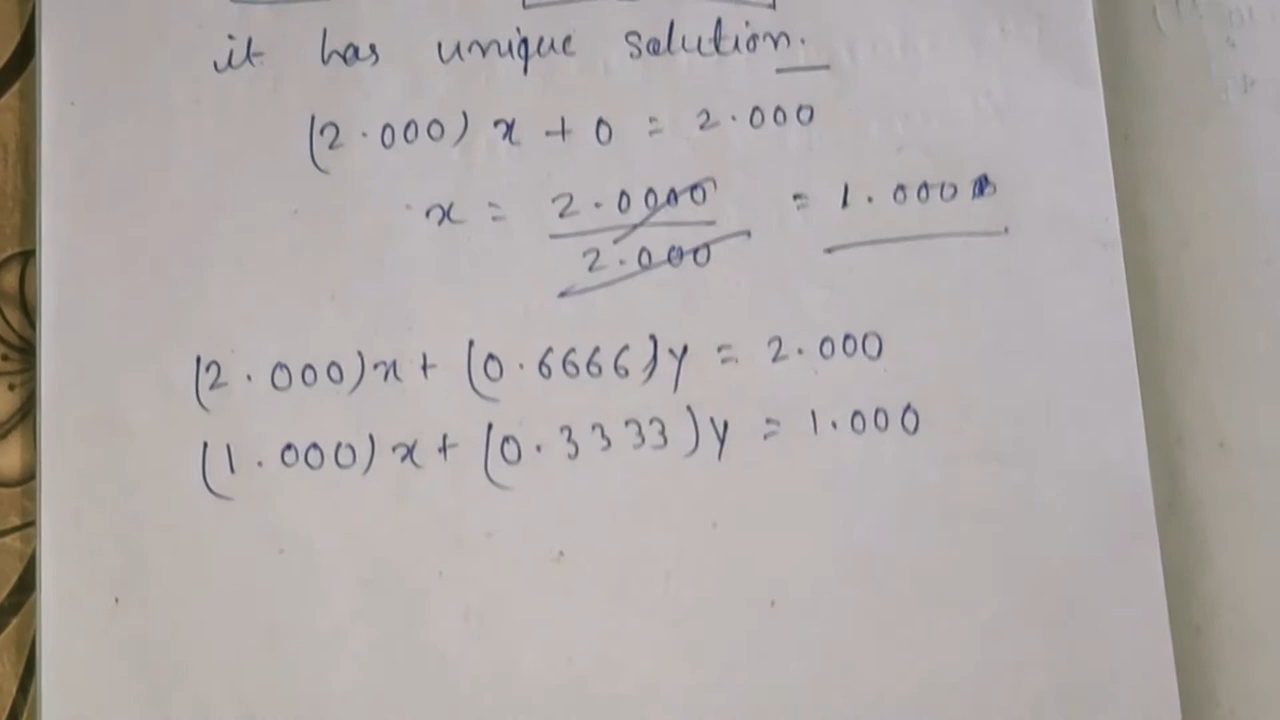 it has unique solution.
(2.000) x + 0 = 2.000
x = 2.0000 / 2.000 = 1.000
(2.000)x + (0.6666)y = 2.000
(1.000)x + (0.3333)y = 1.000